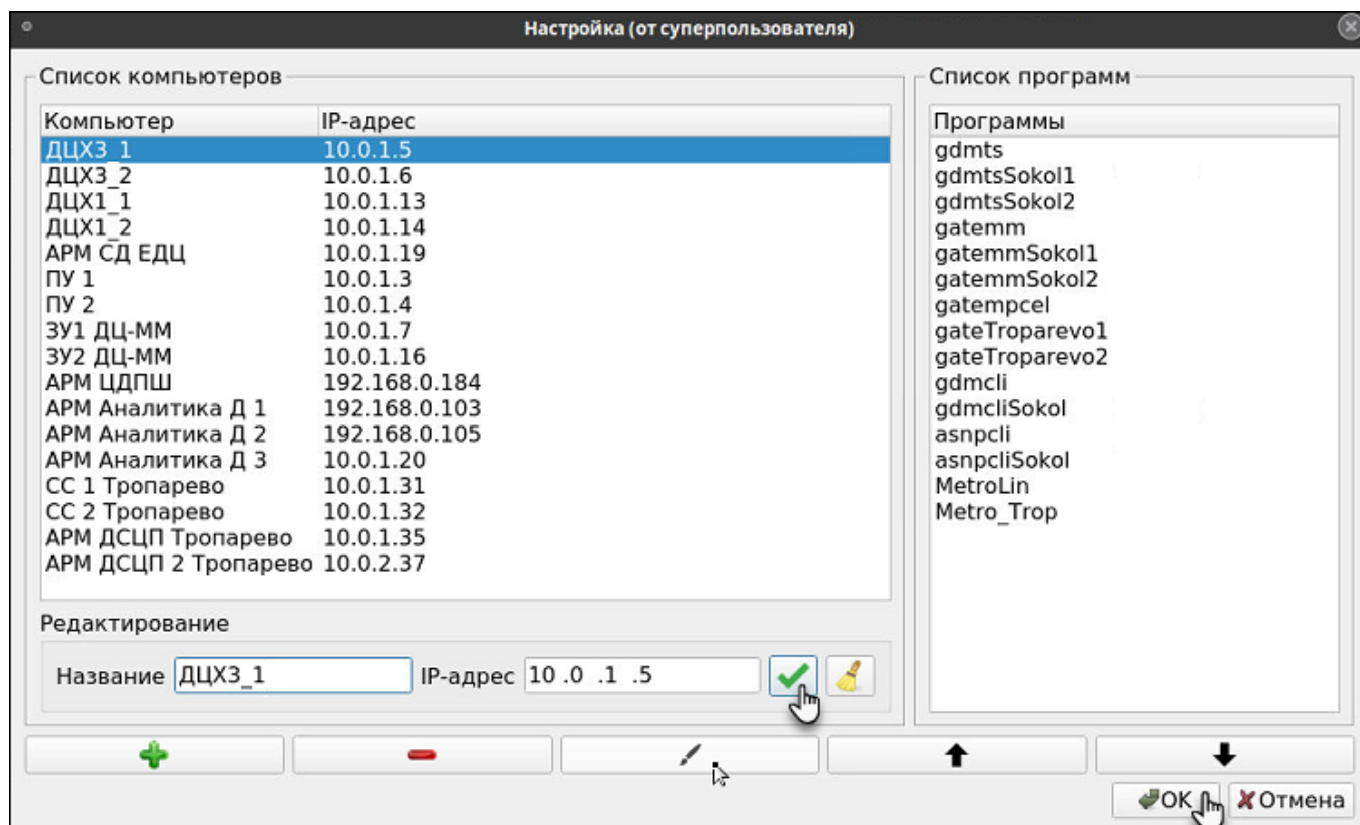 Настройка (от суперпользователя)
Список компьютеров
Компьютер IP-адрес
ДЦХ3_1 10.0.1.5
ДЦХ3_2 10.0.1.6
ДЦХ1_1 10.0.1.13
ДЦХ1_2 10.0.1.14
АРМ СД ЕДЦ 10.0.1.19
ПУ 1 10.0.1.3
ПУ 2 10.0.1.4
ЗУ1 ДЦ-ММ 10.0.1.7
ЗУ2 ДЦ-ММ 10.0.1.16
АРМ ЦДПШ 192.168.0.184
АРМ Аналитика Д 1 192.168.0.103
АРМ Аналитика Д 2 192.168.0.105
АРМ Аналитика Д 3 10.0.1.20
СС 1 Тропарево 10.0.1.31
СС 2 Тропарево 10.0.1.32
АРМ ДСЦП Тропарево 10.0.1.35
АРМ ДСЦП 2 Тропарево 10.0.2.37
Редактирование
Название ДЦХ3_1 IP-адрес 10 .0 .1 .5
Список программ
Программы
gdmts
gdmtsSokol1
gdmtsSokol2
gatemm
gatemmSokol1
gatemmSokol2
gatempcel
gateTroparevo1
gateTroparevo2
gdmcli
gdmcliSokol
asnpcli
asnpcliSokol
MetroLin
Metro_Trop
OK Отмена